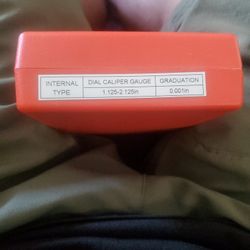 INTERNAL TYPE
DIAL CALIPER GAUGE GRADUATION
1.125-2.125in 0.001in